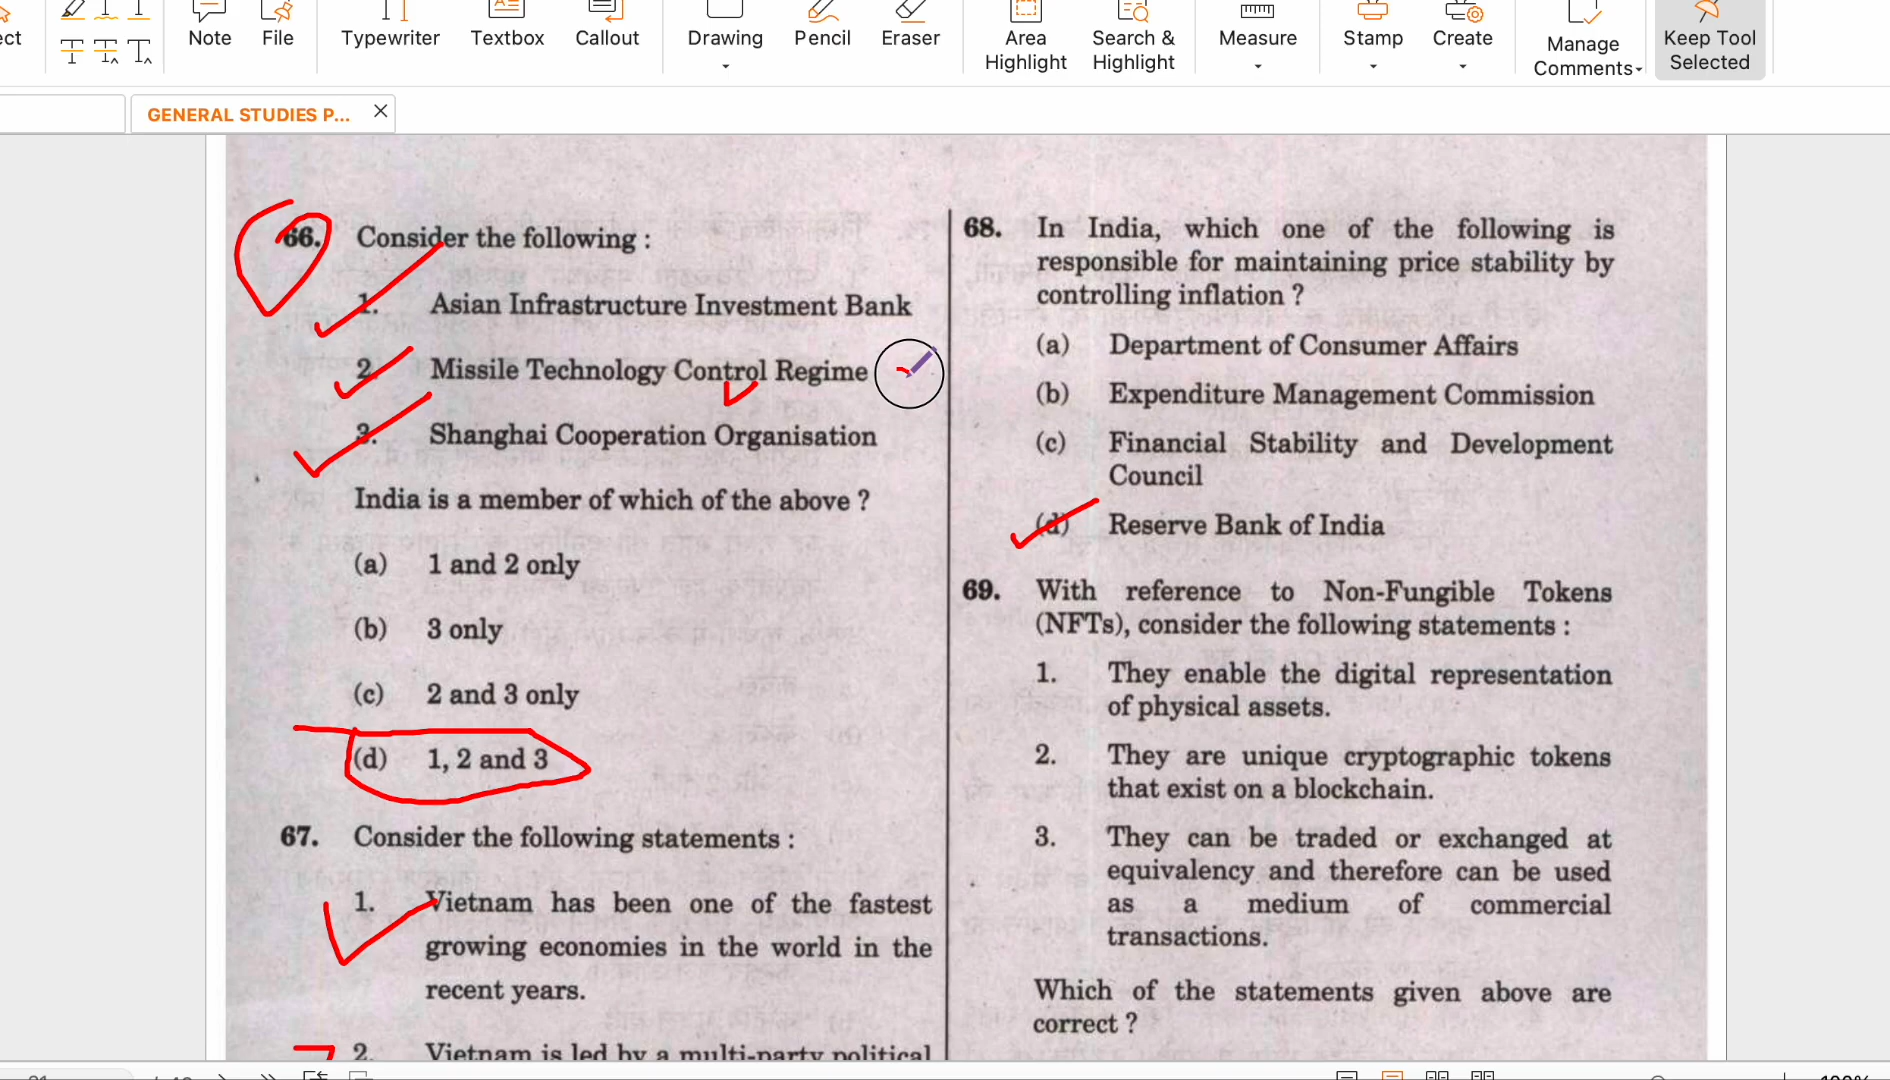 ect
Note
File
Typewriter
Textbox
Callout
Drawing
Pencil
Eraser
Area
Highlight
Search &
Highlight
Measure
Stamp
Create
Manage
Comments
Keep Tool
Selected
GENERAL STUDIES P...
66. Consider the following :
1. Asian Infrastructure Investment Bank
2. Missile Technology Control Regime
3. Shanghai Cooperation Organisation
India is a member of which of the above ?
(a) 1 and 2 only
(b) 3 only
(c) 2 and 3 only
(d) 1, 2 and 3
67. Consider the following statements :
1. Vietnam has been one of the fastest
growing economies in the world in the
recent years.
2. Vietnam is led by a multi-party political
68. In India, which one of the following is
responsible for maintaining price stability by
controlling inflation ?
(a) Department of Consumer Affairs
(b) Expenditure Management Commission
(c) Financial Stability and Development
Council
(d) Reserve Bank of India
69. With reference to Non-Fungible Tokens
(NFTs), consider the following statements :
1. They enable the digital representation
of physical assets.
2. They are unique cryptographic tokens
that exist on a blockchain.
3. They can be traded or exchanged at
equivalency and therefore can be used
as a medium of commercial
transactions.
Which of the statements given above are
correct ?